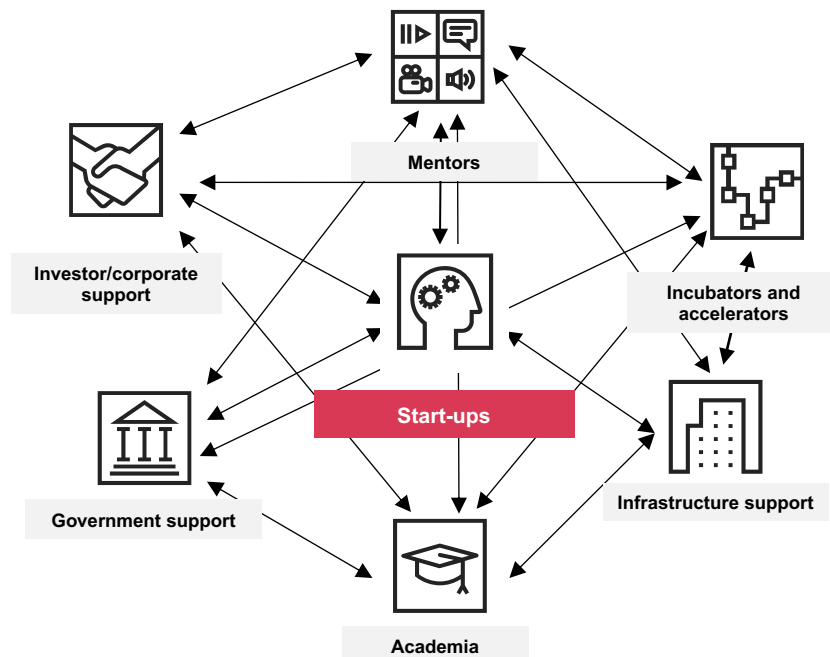 Mentors
Investor/corporate
support
Incubators and
accelerators
Start-ups
Infrastructure support
Government support
Academia